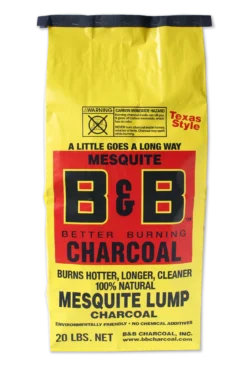 WARNING
CARBON MONOXIDE HAZARD
Texas
Style
A LITTLE GOES A LONG WAY
MESQUITE
B&B
BETTER BURNING
CHARCOAL
BURNS HOTTER, LONGER, CLEANER
100% NATURAL
MESQUITE LUMP
CHARCOAL
ENVIRONMENTALLY FRIENDLY • NO CHEMICAL ADDITIVES
20 LBS. NET
B&B CHARCOAL, INC.
www.bbcharcoal.com